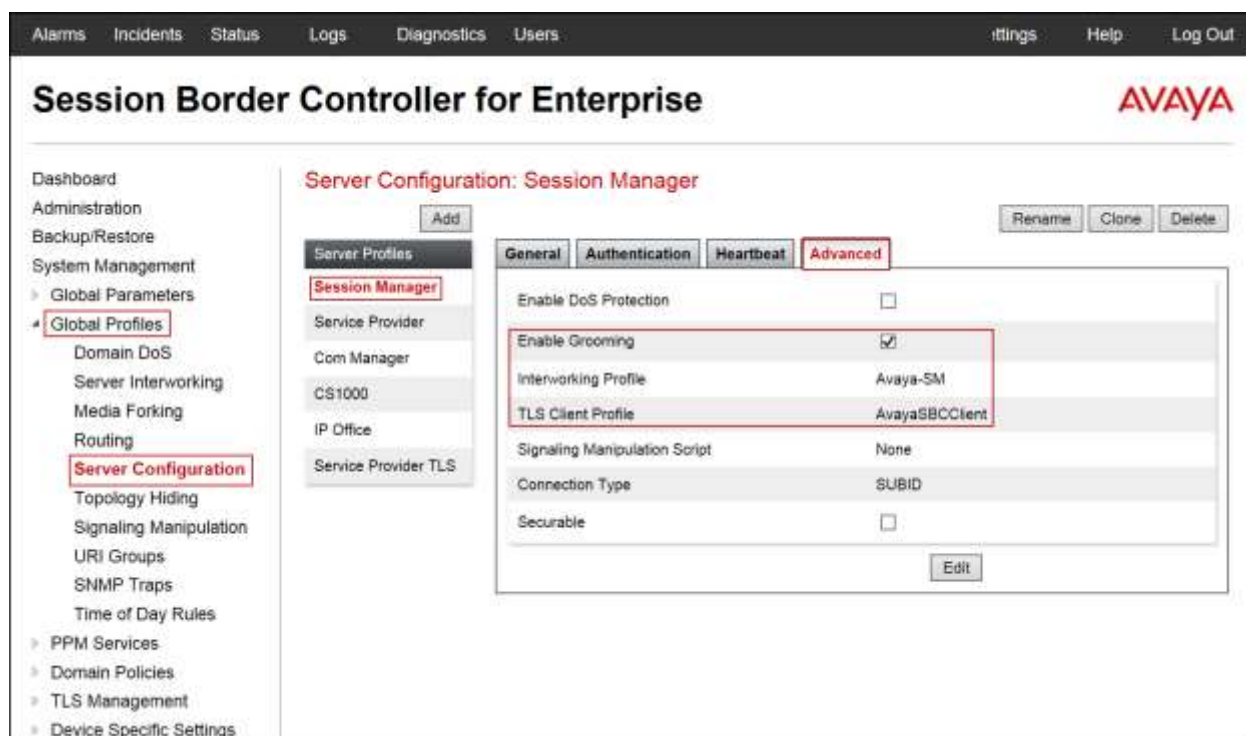 Alarms Incidents Status Logs Diagnostics Users ttings Help Log Out
Session Border Controller for Enterprise
AVAYA
Dashboard
Administration
Backup/Restore
System Management
Global Parameters
Global Profiles
Domain DoS
Server Interworking
Media Forking
Routing
Server Configuration
Topology Hiding
Signaling Manipulation
URI Groups
SNMP Traps
Time of Day Rules
PPM Services
Domain Policies
TLS Management
Device Specific Settings
Server Configuration: Session Manager
Add
Rename Clone Delete
Server Profiles
Session Manager
Service Provider
Com Manager
CS1000
IP Office
Service Provider TLS
General Authentication Heartbeat Advanced
Enable DoS Protection
Enable Grooming
Interworking Profile Avaya-SM
TLS Client Profile AvayaSBCClient
Signaling Manipulation Script None
Connection Type SUBID
Securable
Edit